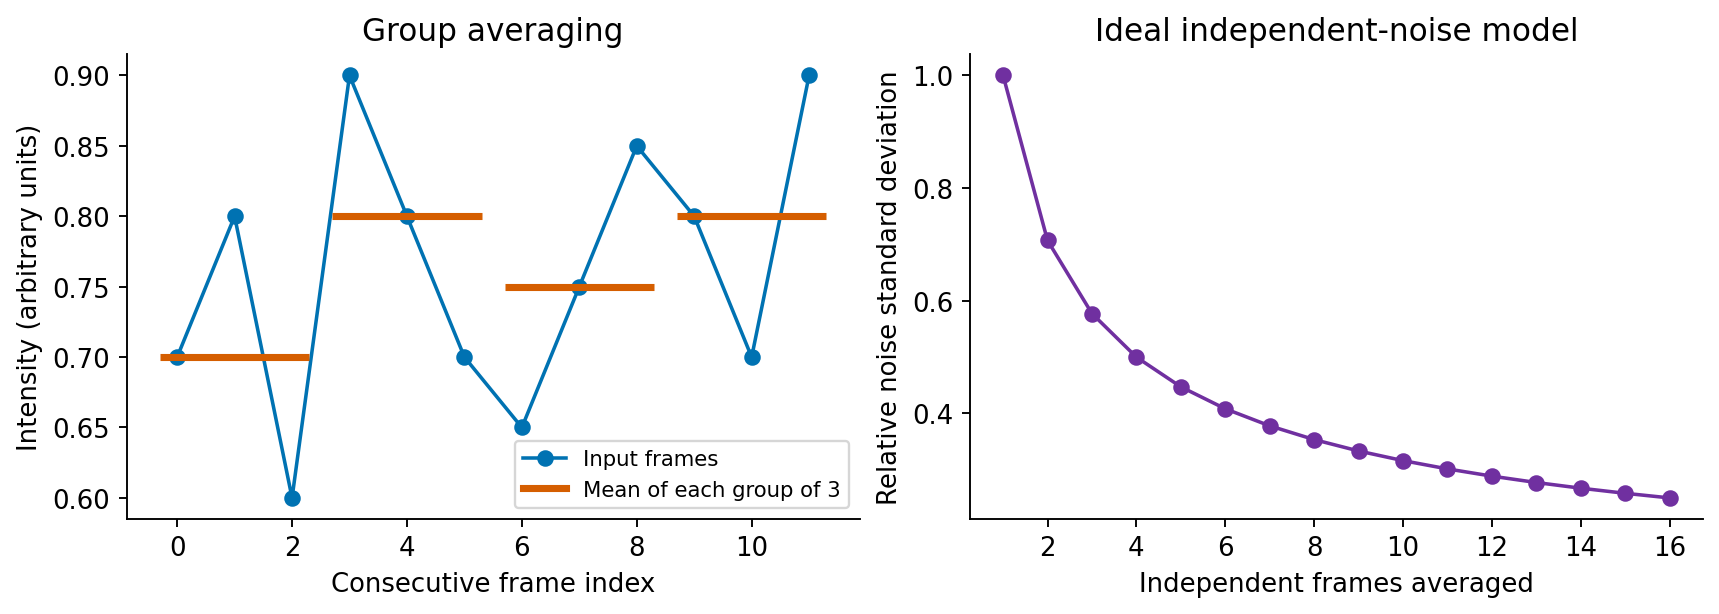 Group averaging
Intensity (arbitrary units)
0.90
0.85
0.80
0.75
0.70
0.65
0.60
Input frames
Mean of each group of 3
0 2 4 6 8 10
Consecutive frame index
Ideal independent-noise model
Relative noise standard deviation
1.0
0.8
0.6
0.4
2 4 6 8 10 12 14 16
Independent frames averaged